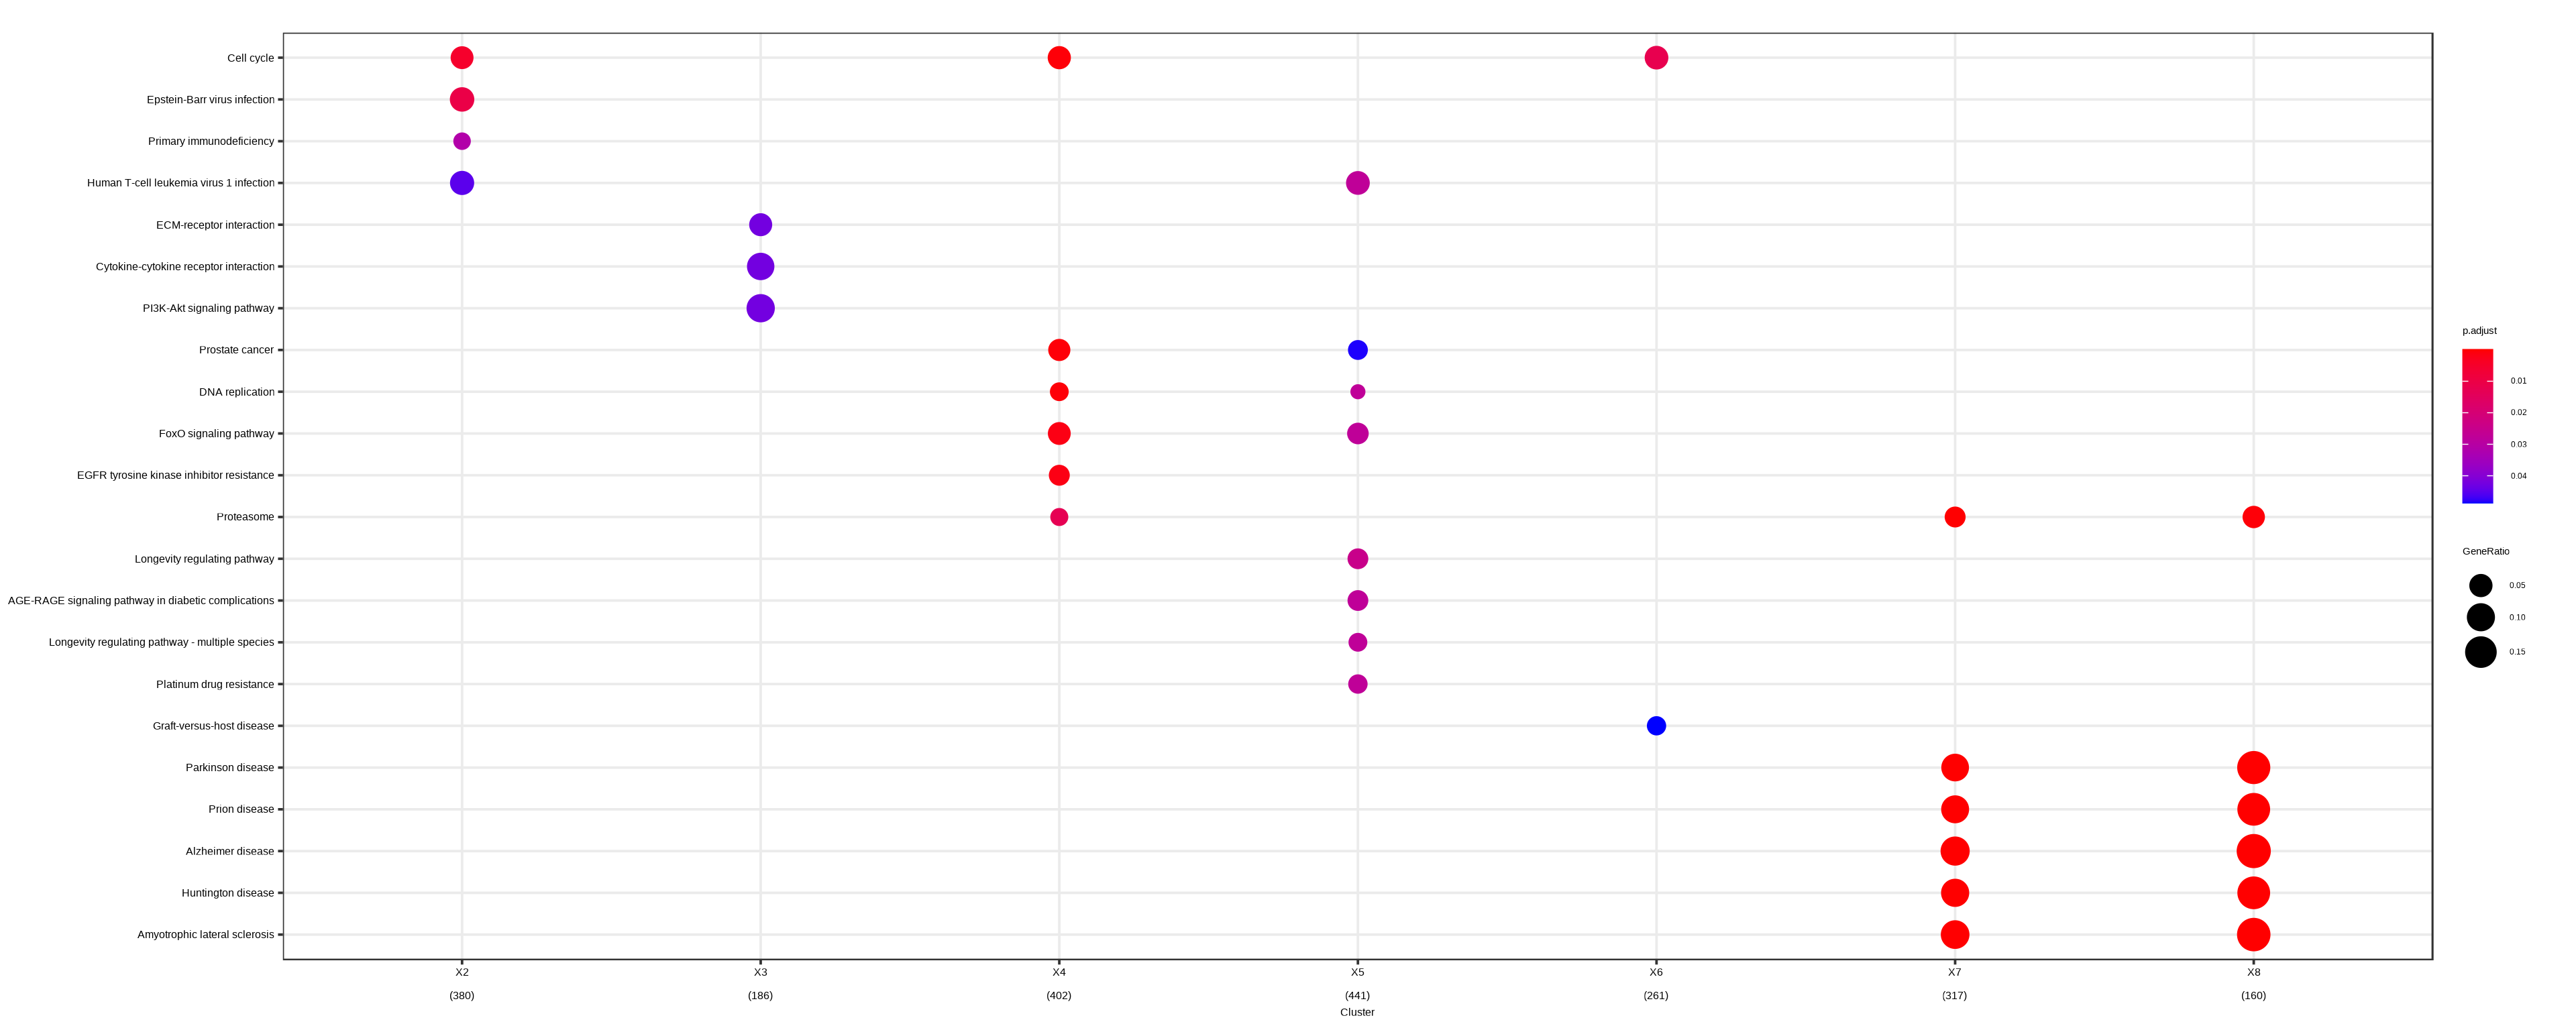 Cell cycle
Epstein-Barr virus infection
Primary immunodeficiency
Human T-cell leukemia virus 1 infection
ECM-receptor interaction
Cytokine-cytokine receptor interaction
PI3K-Akt signaling pathway
Prostate cancer
DNA replication
FoxO signaling pathway
EGFR tyrosine kinase inhibitor resistance
Proteasome
Longevity regulating pathway
AGE-RAGE signaling pathway in diabetic complications
Longevity regulating pathway - multiple species
Platinum drug resistance
Graft-versus-host disease
Parkinson disease
Prion disease
Alzheimer disease
Huntington disease
Amyotrophic lateral sclerosis
X2 X3 X4 X5 X6 X7 X8
(380) (186) (402) (441) (261) (317) (160)
Cluster
p.adjust
0.01
0.02
0.03
0.04
GeneRatio
0.05
0.10
0.15